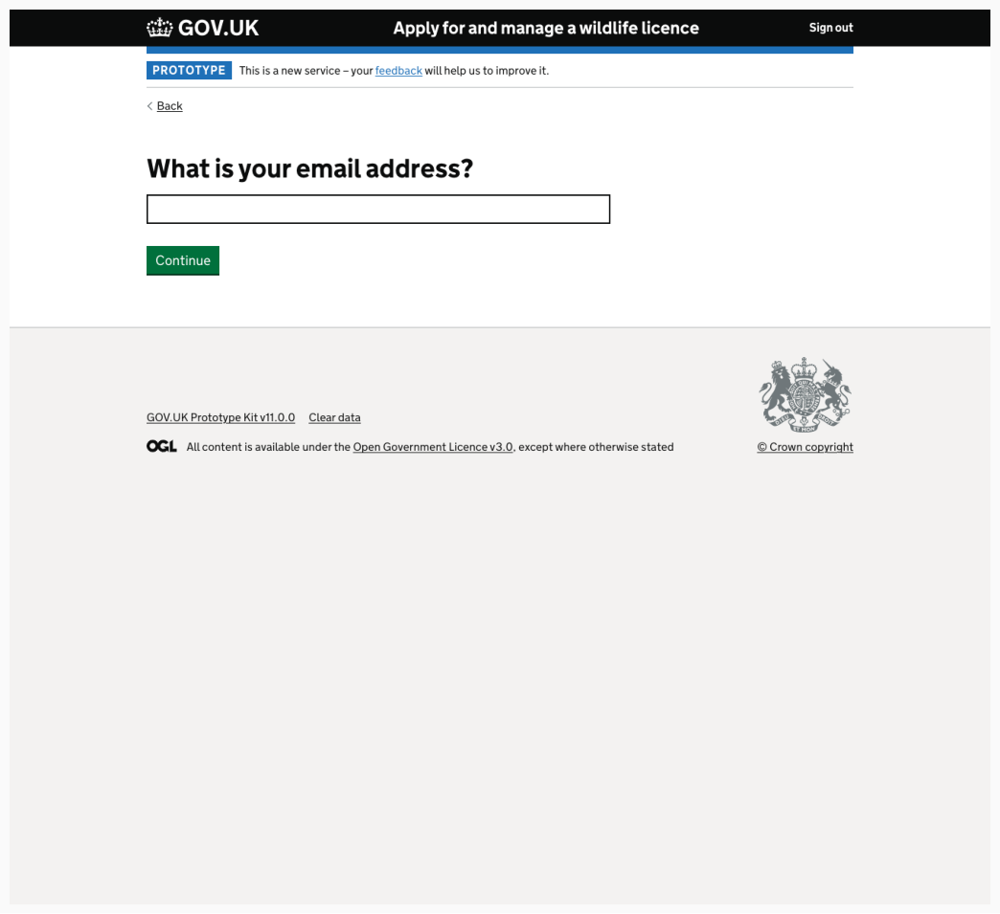 GOV.UK Apply for and manage a wildlife licence Sign out
PROTOTYPE This is a new service – your feedback will help us to improve it.
Back
What is your email address?
Continue
GOV.UK Prototype Kit v11.0.0 Clear data
OGL All content is available under the Open Government Licence v3.0, except where otherwise stated
© Crown copyright